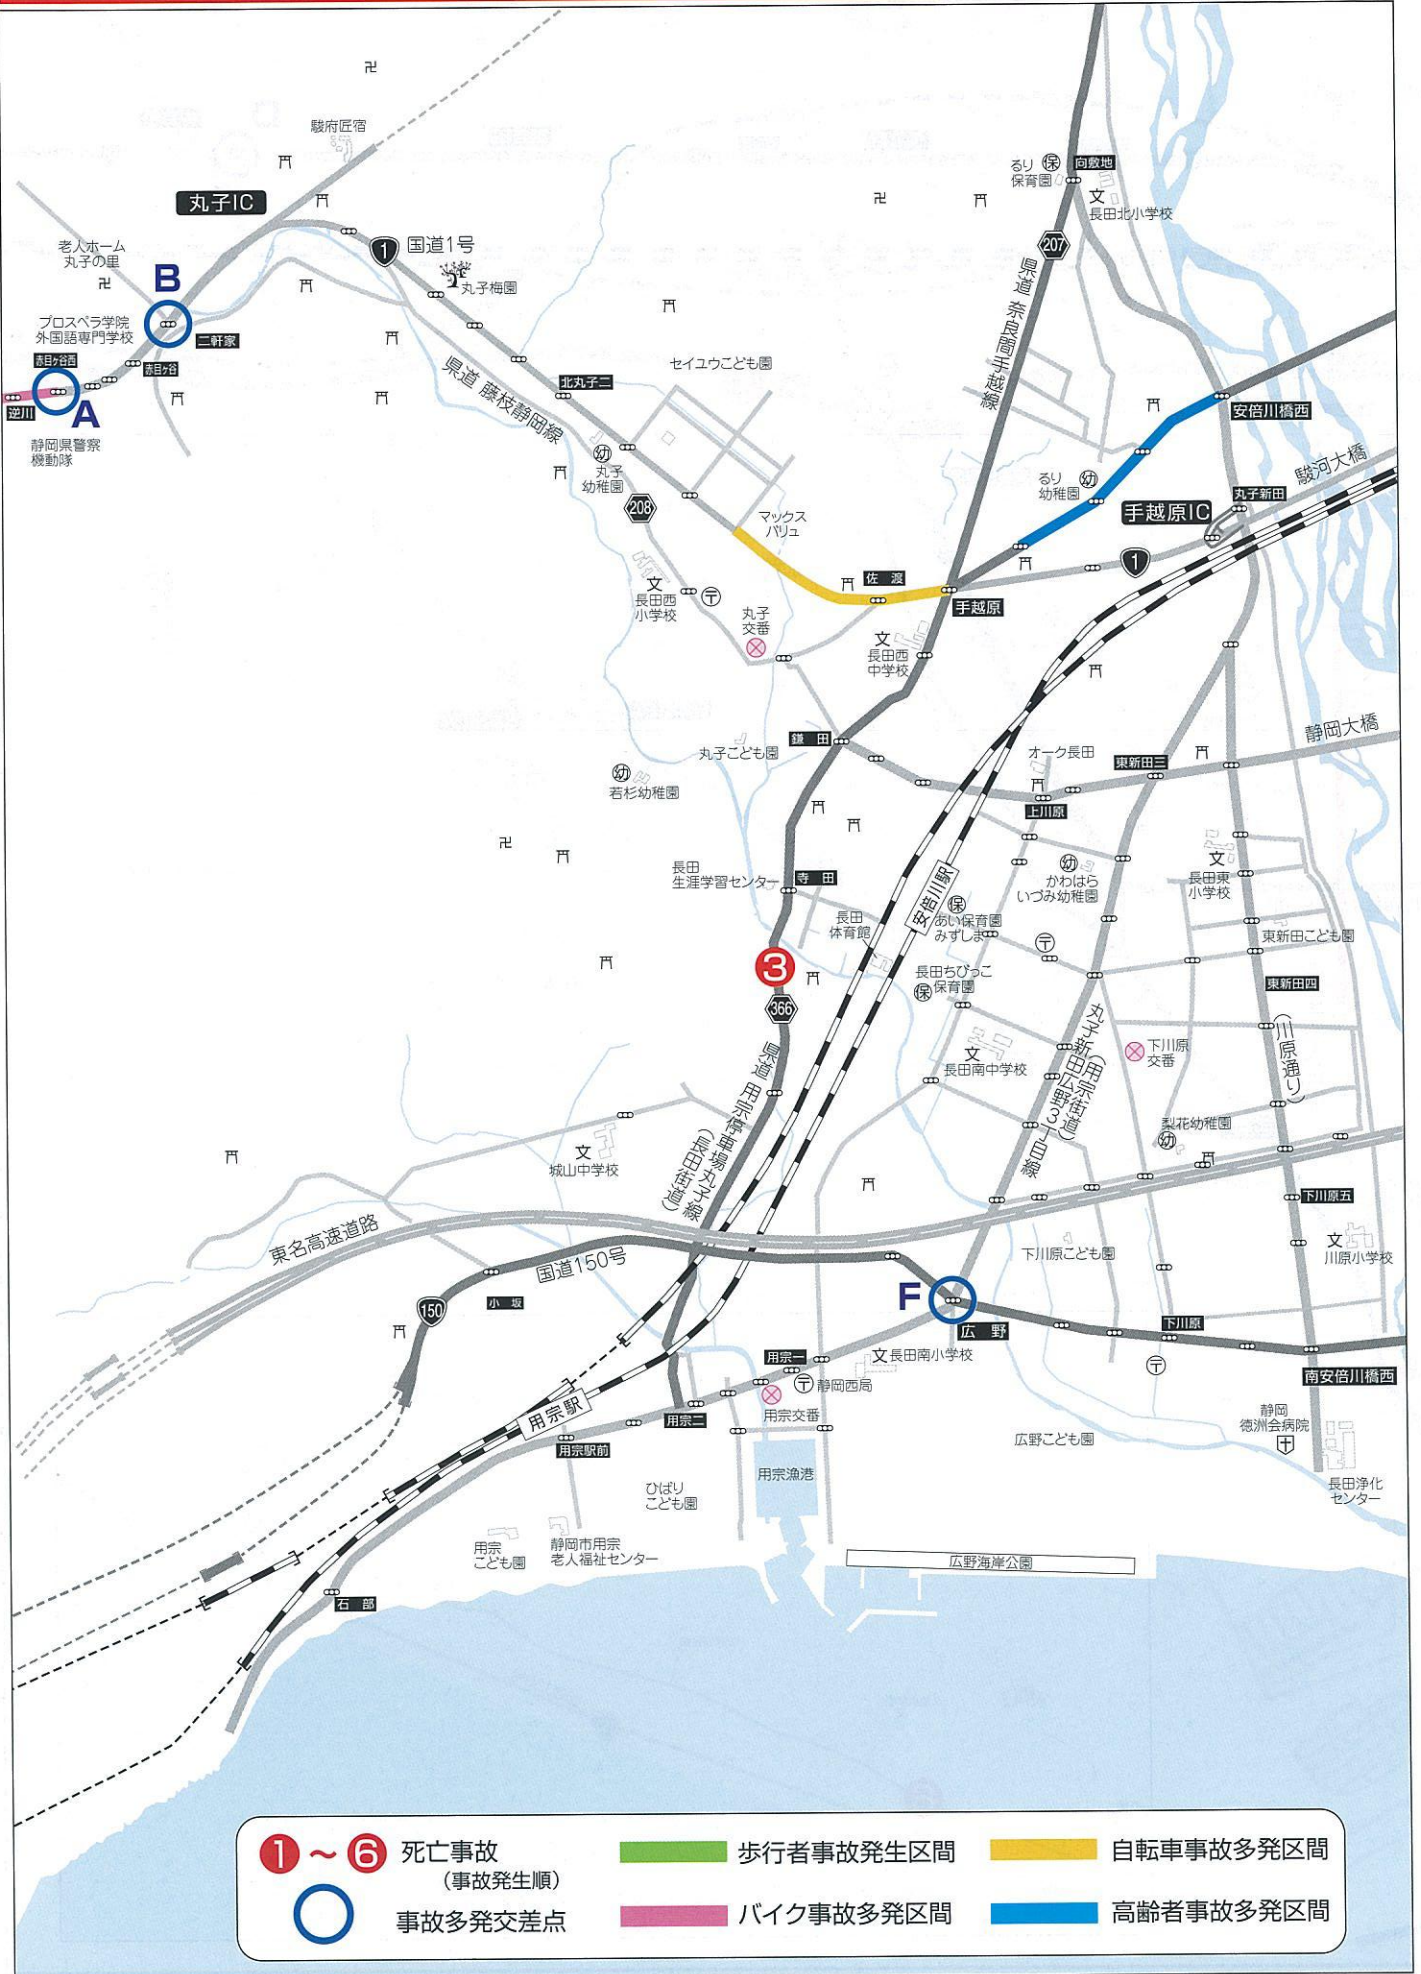 駿府匠宿
丸子IC
1
国道1号
丸子梅園
老人ホーム
丸子の里
B
プロスペラ学院
外国語専門学校
二軒家
赤目ヶ谷西
赤目ヶ谷
逆川
A
静岡県警察
機動隊
県道 藤枝静岡線
北丸子二
セイユウこども園
丸子
幼稚園
幼
208
マックス
バリュ
文
長田西
小学校
〒
丸子
交番
佐渡
手越原
文
長田西
中学校
るり
保育園
保
向敷地
文
長田北小学校
207
県道 奈良間手越線
安倍川橋西
駿河大橋
るり
幼稚園
幼
手越原IC
丸子新田
1
鎌田
丸子こども園
幼
若杉幼稚園
オーク長田
東新田三
静岡大橋
上川原
長田
生涯学習センター
寺田
長田
体育館
安倍川駅
保
あい保育園
みずしま
幼
かわはら
いづみ幼稚園
文
長田東
小学校
〒
東新田こども園
長田ちびっこ
保育園
保
東新田四
3
366
文
長田南中学校
下川原
交番
(川原通り)
丸子新田広野3丁目線
(用宗街道)
県道 用宗停車場丸子線
(長田街道)
梨花幼稚園
幼
文
城山中学校
下川原五
文
川原小学校
東名高速道路
国道150号
150
小坂
下川原こども園
F
広野
下川原
用宗一
文
長田南小学校
〒
静岡西局
用宗交番
〒
南安倍川橋西
用宗駅
用宗二
用宗駅前
静岡
徳洲会病院
広野こども園
用宗漁港
長田浄化
センター
ひばり
こども園
用宗
こども園
静岡市用宗
老人福祉センター
広野海岸公園
石部
1～6 死亡事故
(事故発生順)
事故多発交差点
歩行者事故発生区間
バイク事故多発区間
自転車事故多発区間
高齢者事故多発区間